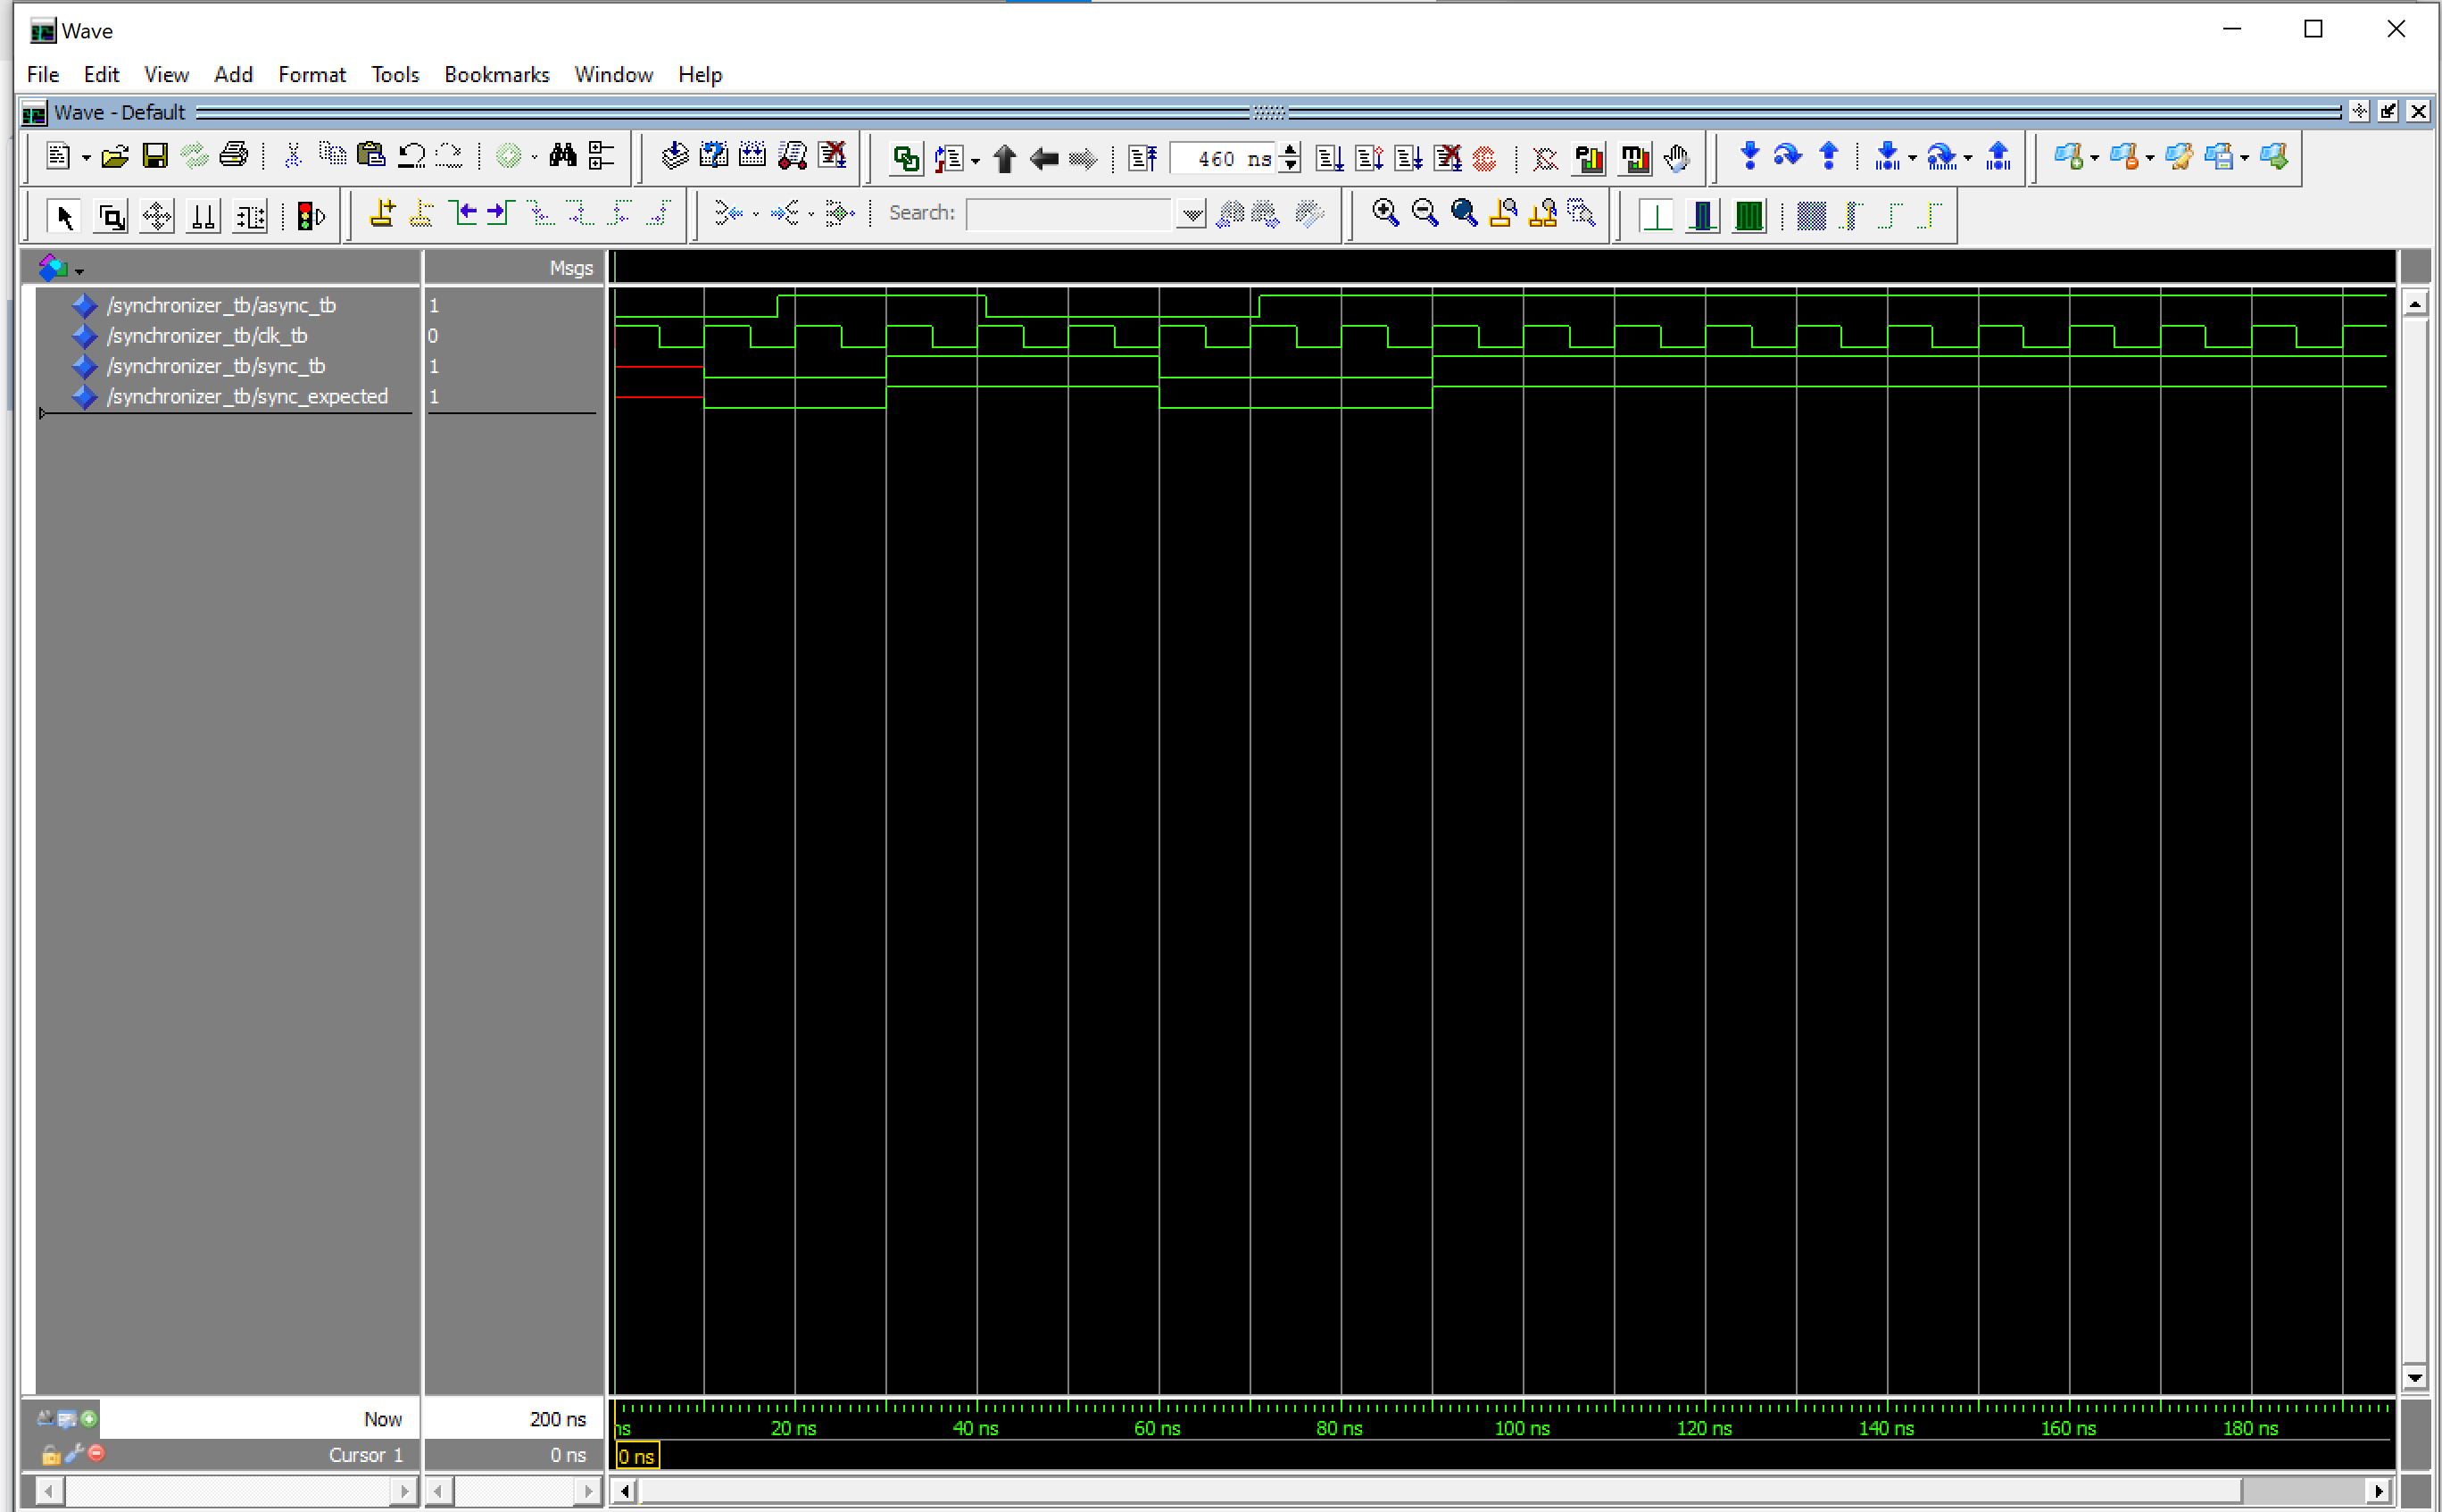 Wave
File Edit View Add Format Tools Bookmarks Window Help
Wave - Default
460 ns
Search:
Msgs
/synchronizer_tb/async_tb 1
/synchronizer_tb/clk_tb 0
/synchronizer_tb/sync_tb 1
/synchronizer_tb/sync_expected 1
Now 200 ns
ns 20 ns 40 ns 60 ns 80 ns 100 ns 120 ns 140 ns 160 ns 180 ns
Cursor 1 0 ns 0 ns